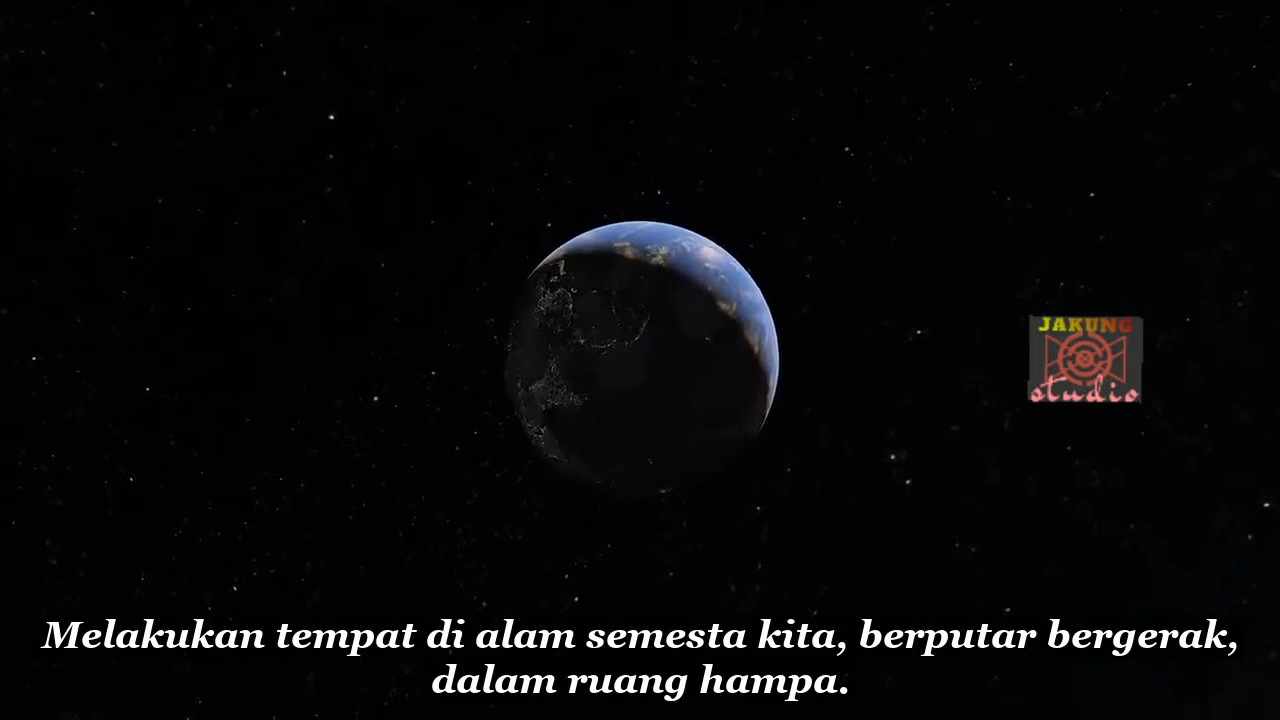 JAKUNG
studio
Melakukan tempat di alam semesta kita, berputar bergerak,
dalam ruang hampa.